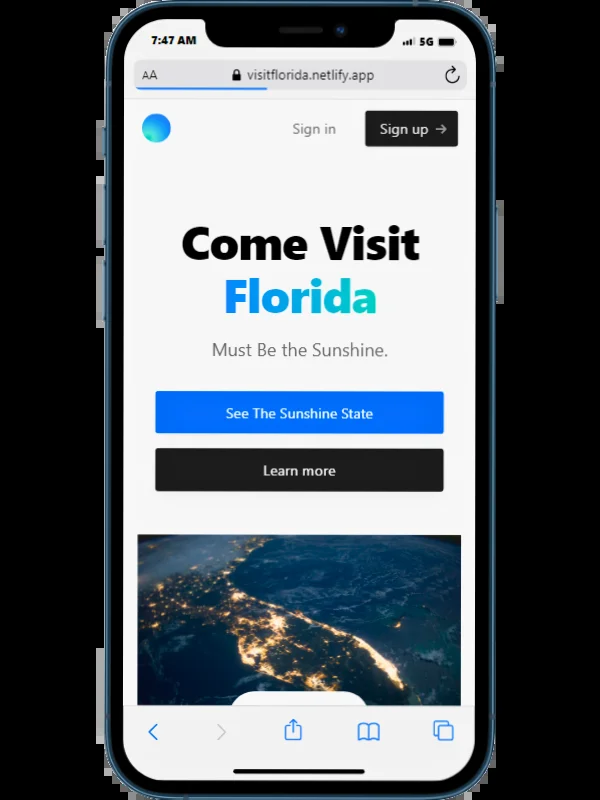 7:47 AM
5G
AA
visitflorida.netlify.app
Sign in
Sign up →
Come Visit
Florida
Must Be the Sunshine.
See The Sunshine State
Learn more